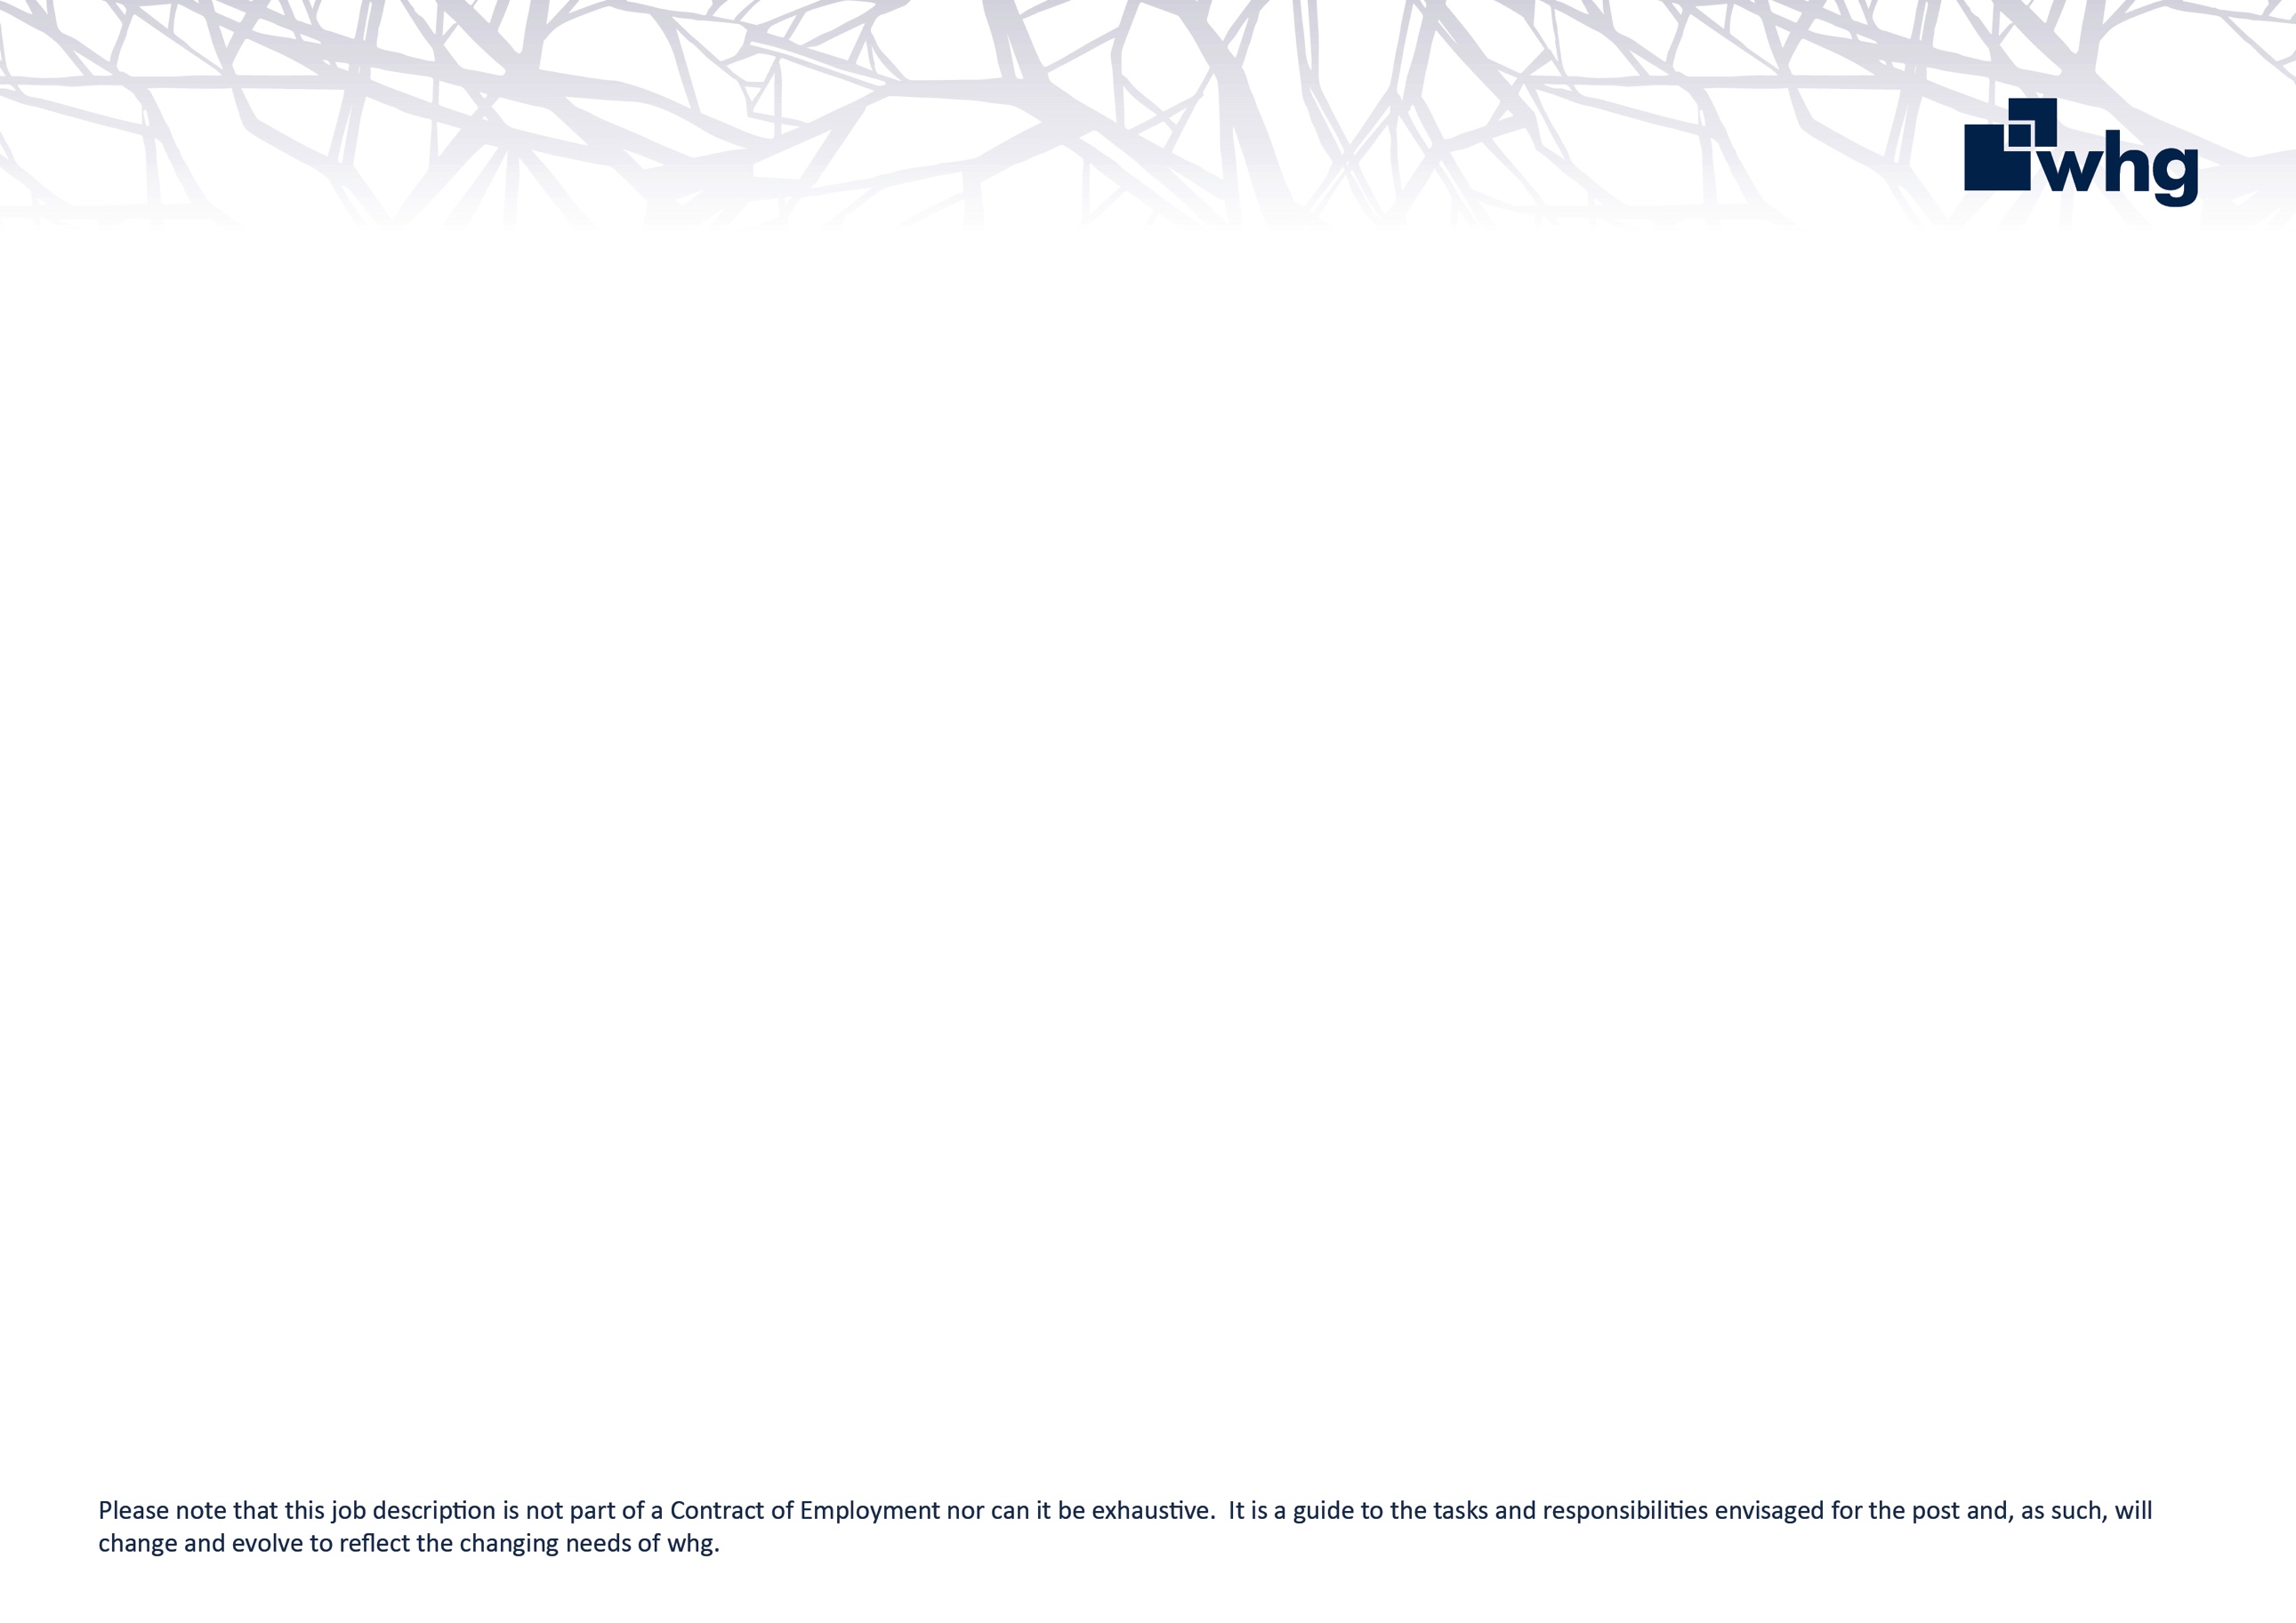 whg
Please note that this job description is not part of a Contract of Employment nor can it be exhaustive.  It is a guide to the tasks and responsibilities envisaged for the post and, as such, will
change and evolve to reflect the changing needs of whg.